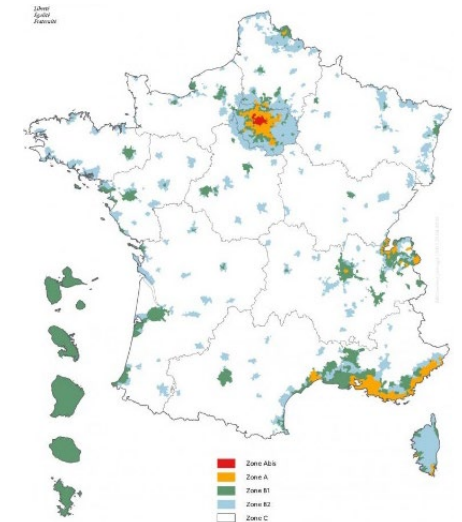 Liberté
Égalité
Fraternité
Zone Abis
Zone A
Zone B1
Zone B2
Zone C